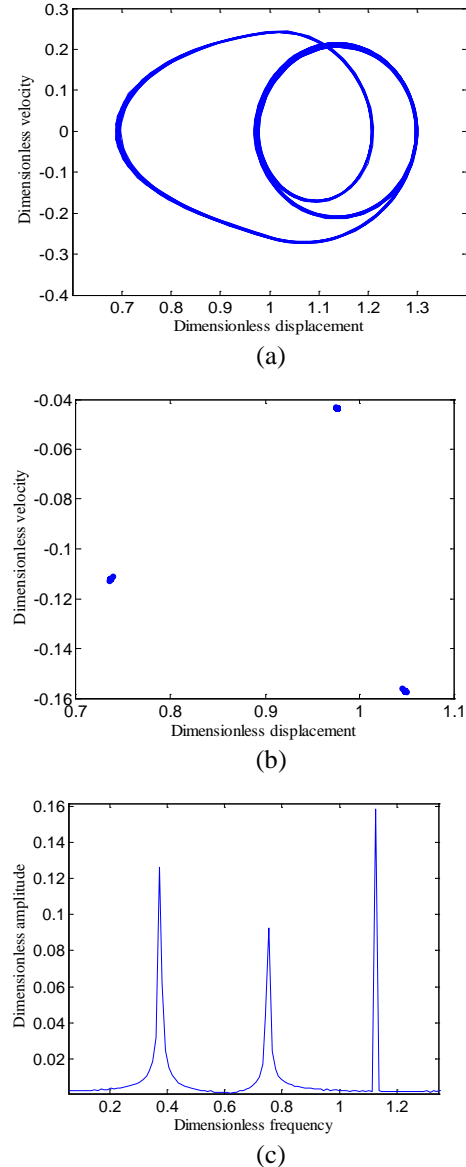 0.3
0.2
0.1
0
-0.1
-0.2
-0.3
-0.4
Dimensionless velocity
0.7 0.8 0.9 1 1.1 1.2 1.3
Dimensionless displacement
(a)
-0.04
-0.06
-0.08
-0.1
-0.12
-0.14
-0.16
Dimensionless velocity
0.7 0.8 0.9 1 1.1
Dimensionless displacement
(b)
0.16
0.14
0.12
0.1
0.08
0.06
0.04
0.02
Dimensionless amplitude
0.2 0.4 0.6 0.8 1 1.2
Dimensionless frequency
(c)